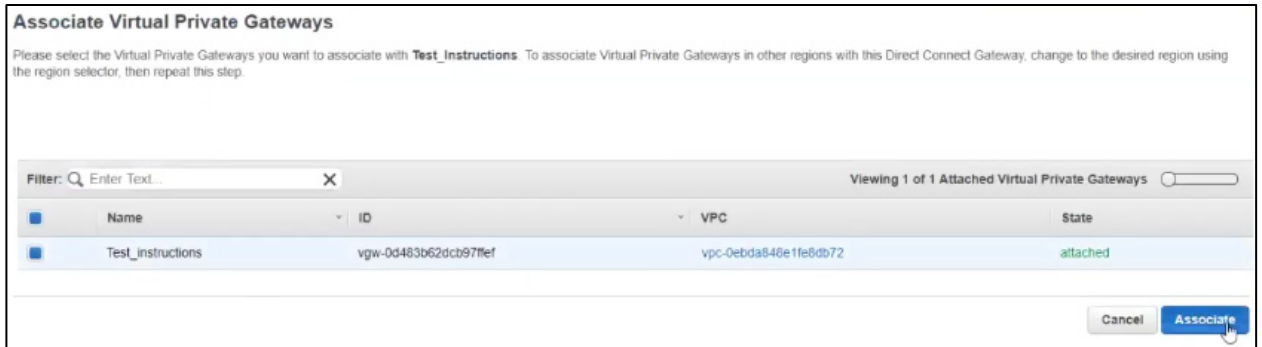 Associate Virtual Private Gateways
Please select the Virtual Private Gateways you want to associate with Test_Instructions. To associate Virtual Private Gateways in other regions with this Direct Connect Gateway, change to the desired region using
the region selector, then repeat this step.
Filter: Enter Text... Viewing 1 of 1 Attached Virtual Private Gateways
Name ID VPC State
Test_instructions vgw-0d483b62dcb97ffef vpc-0ebda848e1fe8db72 attached
Cancel Associate